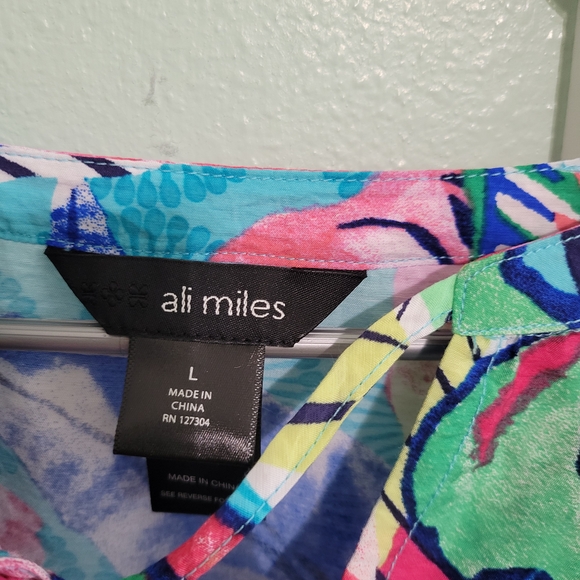 ali miles
L
MADE IN
CHINA
RN 127304
MADE IN CHINA
SEE REVERSE FOR